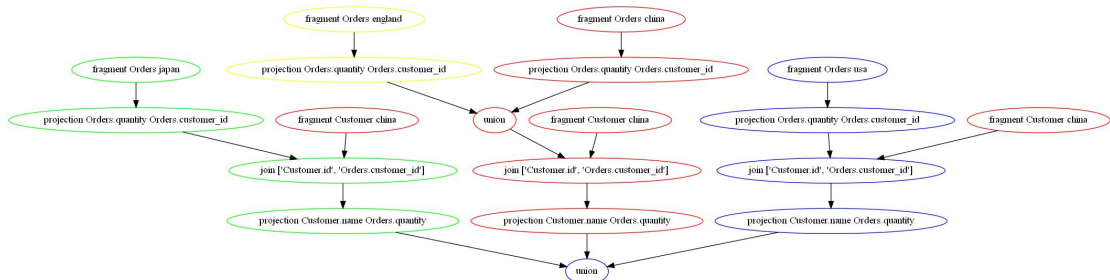 fragment Orders england
fragment Orders china
fragment Orders japan
projection Orders.quantity Orders.customer_id
projection Orders.quantity Orders.customer_id
fragment Orders usa
projection Orders.quantity Orders.customer_id
fragment Customer china
union
fragment Customer china
projection Orders.quantity Orders.customer_id
fragment Customer china
join ['Customer.id', 'Orders.customer_id']
join ['Customer.id', 'Orders.customer_id']
join ['Customer.id', 'Orders.customer_id']
projection Customer.name Orders.quantity
projection Customer.name Orders.quantity
projection Customer.name Orders.quantity
union